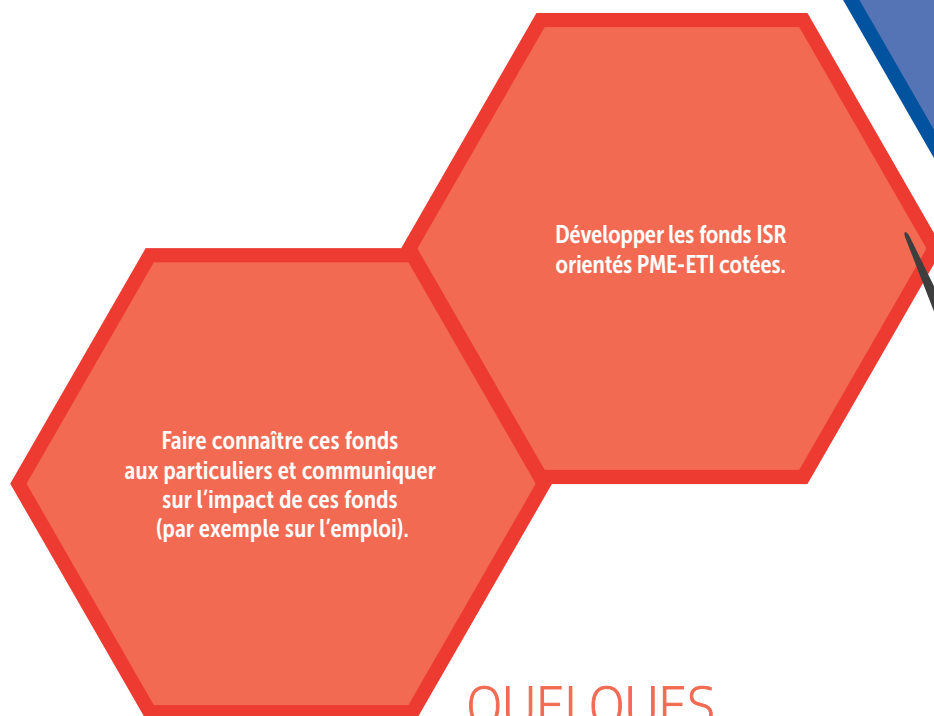 Développer les fonds ISR
orientés PME-ETI cotées.
Faire connaître ces fonds
aux particuliers et communiquer
sur l'impact de ces fonds
(par exemple sur l'emploi).
QUELQUES